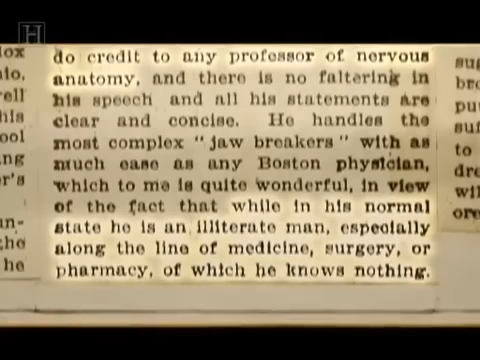 H
do credit to any professor of nervous
anatomy, and there is no faltering in
his speech and all his statements are
clear and concise. He handles the
most complex "jaw breakers" with as
much ease as any Boston physician,
which to me is quite wonderful, in view
of the fact that while in his normal
state he is an illiterate man, especially
along the line of medicine, surgery, or
pharmacy, of which he knows nothing.
he
to